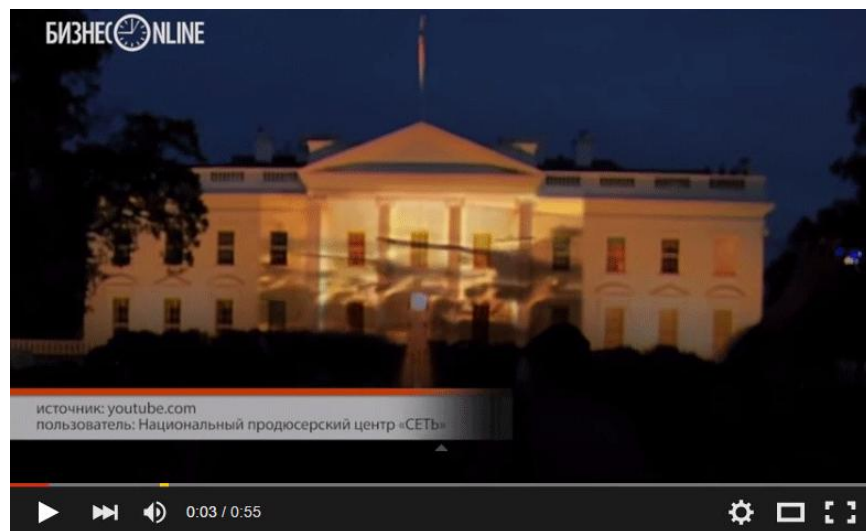 БИЗНЕС ONLINE
источник: youtube.com
пользователь: Национальный продюсерский центр «СЕТЬ»
0:03 / 0:55